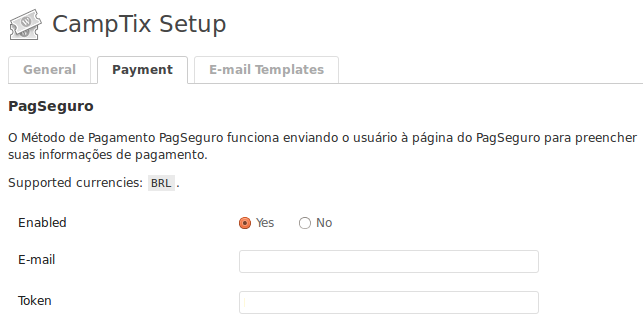 CampTix Setup
General Payment E-mail Templates
PagSeguro
O Método de Pagamento PagSeguro funciona enviando o usuário à página do PagSeguro para preencher
suas informações de pagamento.
Supported currencies: BRL .
Enabled Yes No
E-mail
Token